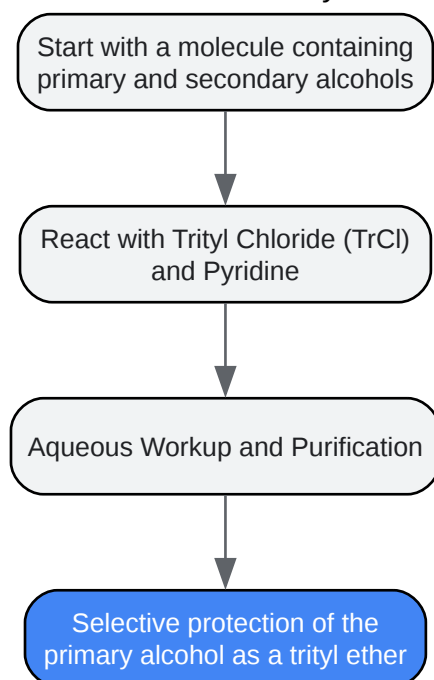 Start with a molecule containing
primary and secondary alcohols
React with Trityl Chloride (TrCl)
and Pyridine
Aqueous Workup and Purification
Selective protection of the
primary alcohol as a trityl ether